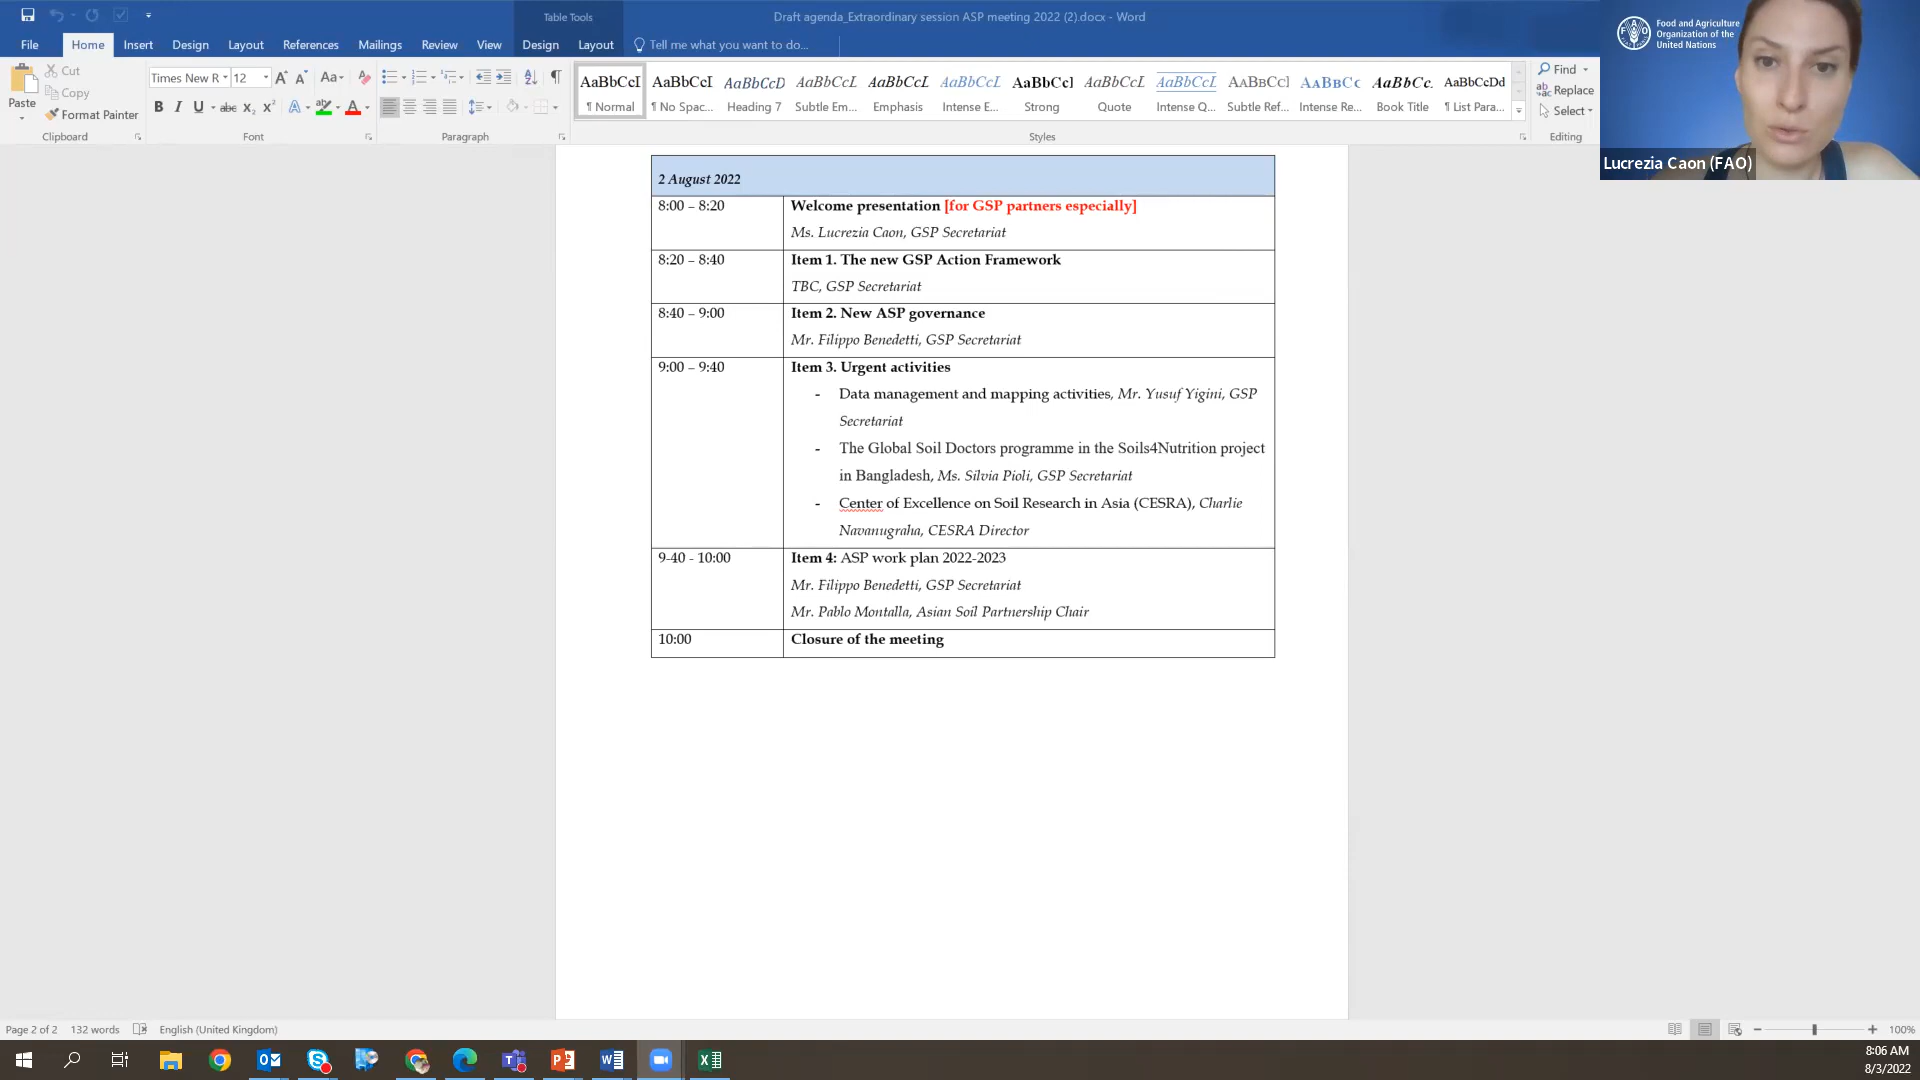 Draft agenda_Extraordinary session ASP meeting 2022 (2).docx - Word
Table Tools
File Home Insert Design Layout References Mailings Review View Design Layout Tell me what you want to do...
Food and Agriculture
Organization of the
United Nations
FAO
Paste
Cut
Copy
Format Painter
Clipboard
Times New R 12
Font
Paragraph
AaBbCcI AaBbCcI AaBbCcD AaBbCcL AaBbCcL AaBbCcL AaBbCcI AaBbCcL AaBbCcL AaBbCcI AaBbCc AaBbCc. AaBbCcDd
¶ Normal ¶ No Spac... Heading 7 Subtle Em... Emphasis Intense E... Strong Quote Intense Q... Subtle Ref... Intense Re... Book Title ¶ List Para...
Styles
Find
Replace
Select
Editing
Lucrezia Caon (FAO)
2 August 2022
8:00 – 8:20 Welcome presentation [for GSP partners especially]
Ms. Lucrezia Caon, GSP Secretariat
8:20 – 8:40 Item 1. The new GSP Action Framework
TBC, GSP Secretariat
8:40 – 9:00 Item 2. New ASP governance
Mr. Filippo Benedetti, GSP Secretariat
9:00 – 9:40 Item 3. Urgent activities
- Data management and mapping activities, Mr. Yusuf Yigini, GSP
Secretariat
- The Global Soil Doctors programme in the Soils4Nutrition project
in Bangladesh, Ms. Silvia Pioli, GSP Secretariat
- Center of Excellence on Soil Research in Asia (CESRA), Charlie
Navanugraha, CESRA Director
9-40 - 10:00 Item 4: ASP work plan 2022-2023
Mr. Filippo Benedetti, GSP Secretariat
Mr. Pablo Montalla, Asian Soil Partnership Chair
10:00 Closure of the meeting
Page 2 of 2 132 words English (United Kingdom) 100%
8:06 AM
8/3/2022